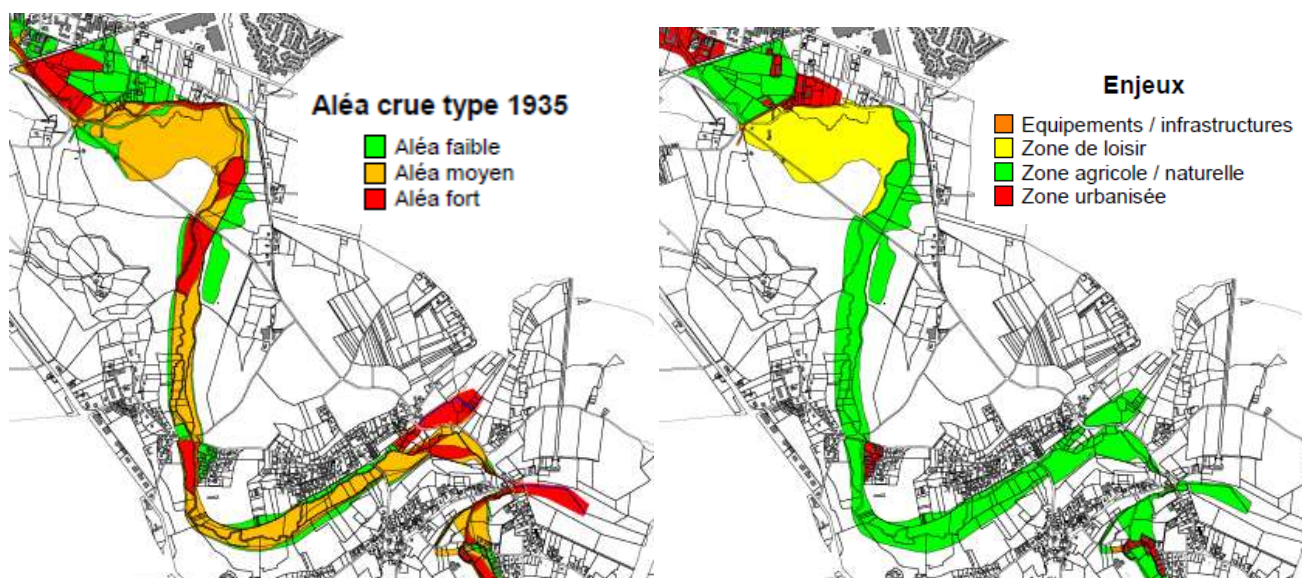 Aléa crue type 1935
Aléa faible
Aléa moyen
Aléa fort
Enjeux
Equipements / infrastructures
Zone de loisir
Zone agricole / naturelle
Zone urbanisée